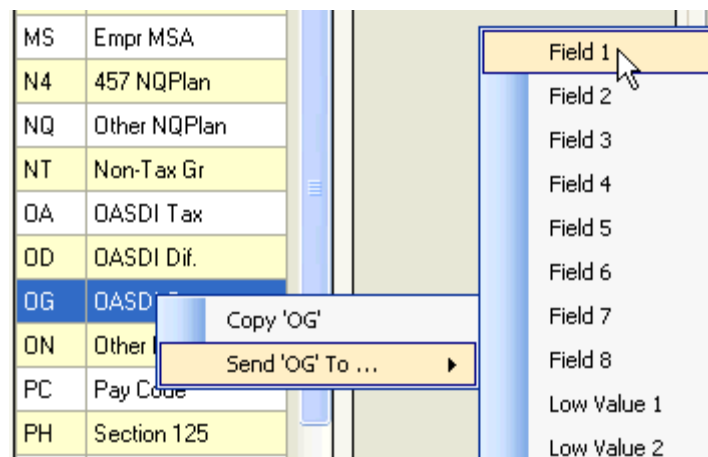 MS Empr MSA
N4 457 NQPlan
NQ Other NQPlan
NT Non-Tax Gr
OA OASDI Tax
OD OASDI Dif.
OG
ON Other
PC Pay Code
PH Section 125
Copy 'OG'
Send 'OG' To ...
Field 1
Field 2
Field 3
Field 4
Field 5
Field 6
Field 7
Field 8
Low Value 1
Low Value 2